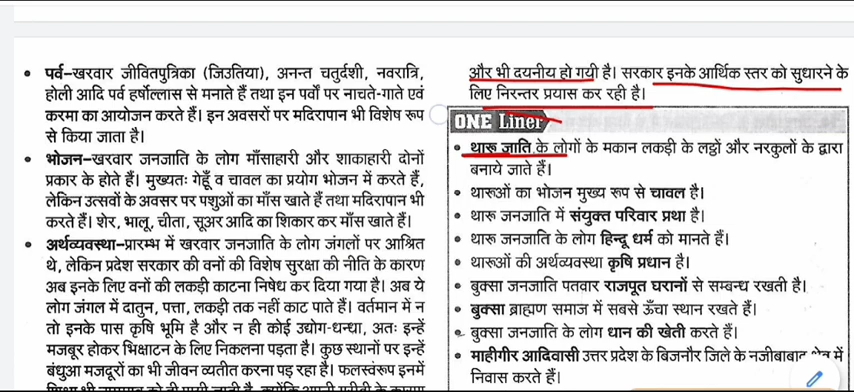 • पर्व–खरवार जीवितपुत्रिका (जिउतिया), अनन्त चतुर्दशी, नवरात्रि,
होली आदि पर्व हर्षोल्लास से मनाते हैं तथा इन पर्वों पर नाचते-गाते एवं
करमा का आयोजन करते हैं। इन अवसरों पर मदिरापान भी विशेष रूप
से किया जाता है।
• भोजन–खरवार जनजाति के लोग माँसाहारी और शाकाहारी दोनों
प्रकार के होते हैं। मुख्यतः गेहूँ व चावल का प्रयोग भोजन में करते हैं,
लेकिन उत्सवों के अवसर पर पशुओं का माँस खाते हैं तथा मदिरापान भी
करते हैं। शेर, भालू, चीता, सूअर आदि का शिकार कर माँस खाते हैं।
• अर्थव्यवस्था–प्रारम्भ में खरवार जनजाति के लोग जंगलों पर आश्रित
थे, लेकिन प्रदेश सरकार की वनों की विशेष सुरक्षा की नीति के कारण
अब इनके लिए वनों की लकड़ी काटना निषेध कर दिया गया है। अब ये
लोग जंगल में दातुन, पत्ता, लकड़ी तक नहीं काट पाते हैं। वर्तमान में न
तो इनके पास कृषि भूमि है और न ही कोई उद्योग-धन्धा, अतः इन्हें
मजबूर होकर भिक्षाटन के लिए निकलना पड़ता है। कुछ स्थानों पर इन्हें
बंधुआ मजदूरों का भी जीवन व्यतीत करना पड़ रहा है। फलस्वंरूप इनमें
और भी दयनीय हो गयी है। सरकार इनके आर्थिक स्तर को सुधारने के
लिए निरन्तर प्रयास कर रही है।
ONE Liner
• थारू जाति के लोगों के मकान लकड़ी के लट्ठों और नरकुलों के द्वारा
बनाये जाते हैं।
• थारूओं का भोजन मुख्य रूप से चावल है।
• थारू जनजाति में संयुक्त परिवार प्रथा है।
• थारू जनजाति के लोग हिन्दू धर्म को मानते हैं।
• थारूओं की अर्थव्यवस्था कृषि प्रधान है।
• बुक्सा जनजाति पतवार राजपूत घरानों से सम्बन्ध रखती है।
• बुक्सा ब्राह्मण समाज में सबसे ऊँचा स्थान रखते हैं।
• बुक्सा जनजाति के लोग धान की खेती करते हैं।
• माहीगीर आदिवासी उत्तर प्रदेश के बिजनौर जिले के नजीबाबाद में
निवास करते हैं।